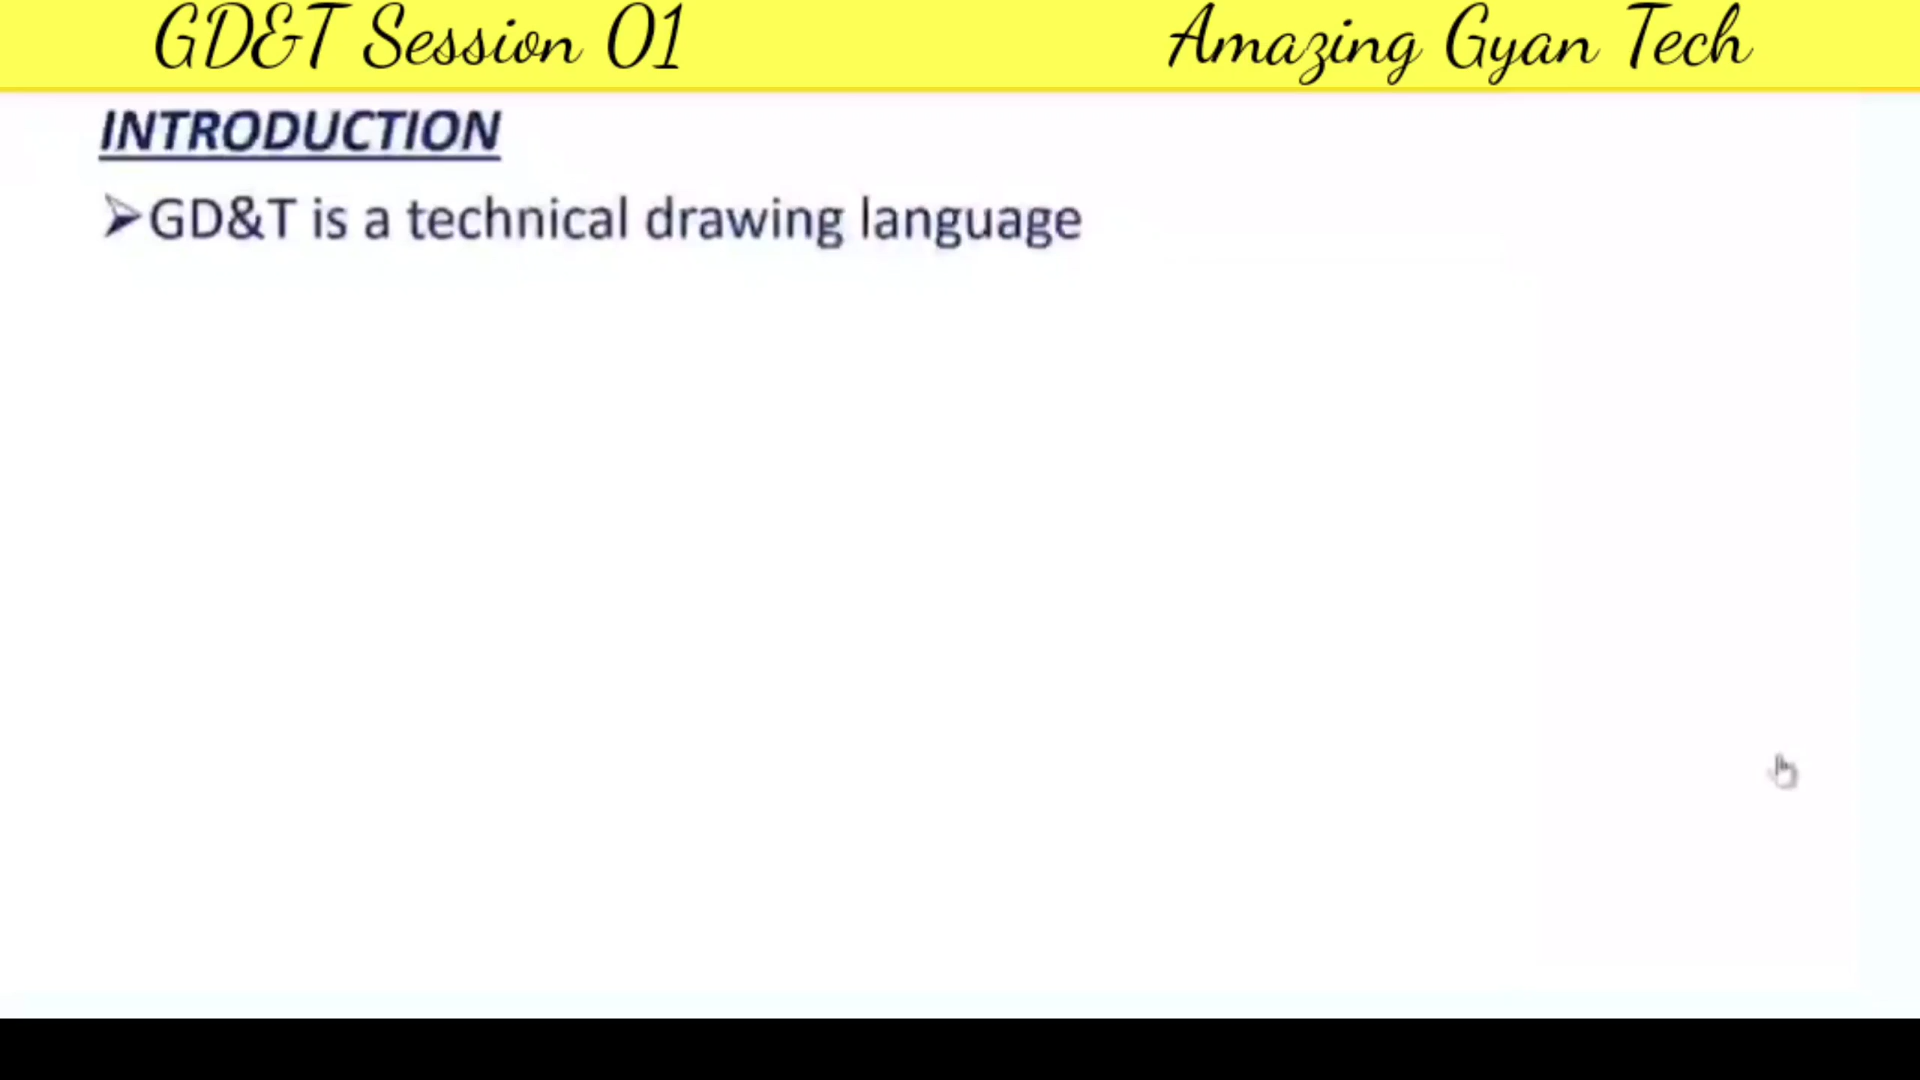 GD&T Session 01 Amazing Gyan Tech
INTRODUCTION
➢GD&T is a technical drawing language